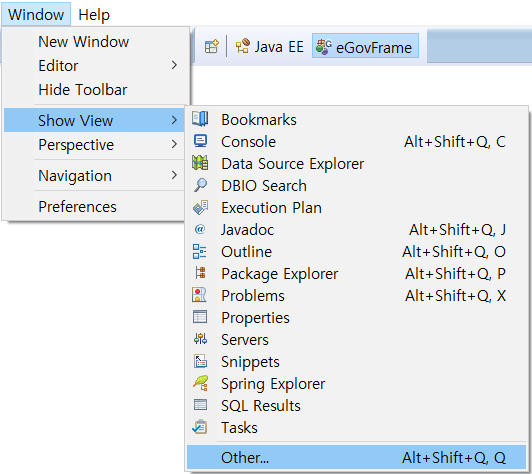 Window Help
New Window
Editor
Hide Toolbar
Show View
Perspective
Navigation
Preferences
Java EE eGovFrame
Bookmarks
Console Alt+Shift+Q, C
Data Source Explorer
DBIO Search
Execution Plan
Javadoc Alt+Shift+Q, J
Outline Alt+Shift+Q, O
Package Explorer Alt+Shift+Q, P
Problems Alt+Shift+Q, X
Properties
Servers
Snippets
Spring Explorer
SQL Results
Tasks
Other... Alt+Shift+Q, Q